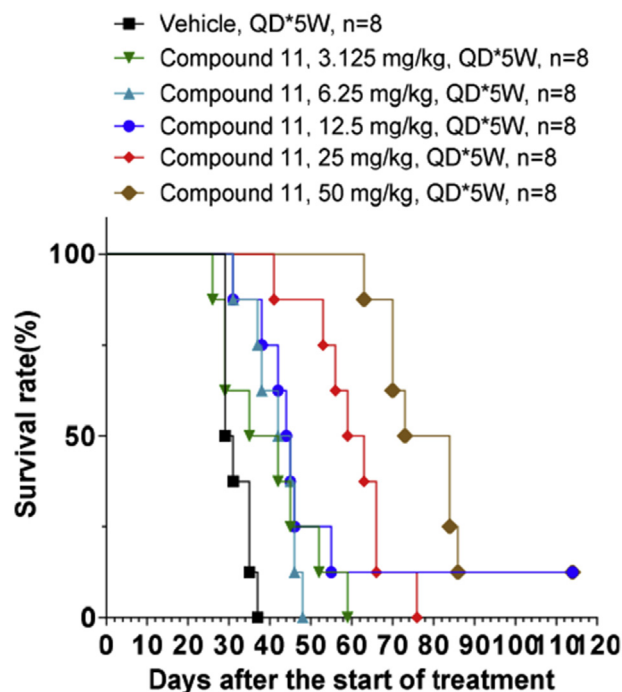 Vehicle, QD*5W, n=8
Compound 11, 3.125 mg/kg, QD*5W, n=8
Compound 11, 6.25 mg/kg, QD*5W, n=8
Compound 11, 12.5 mg/kg, QD*5W, n=8
Compound 11, 25 mg/kg, QD*5W, n=8
Compound 11, 50 mg/kg, QD*5W, n=8
100
50
0
Survival rate(%)
0 10 20 30 40 50 60 70 80 90 100 110 120
Days after the start of treatment